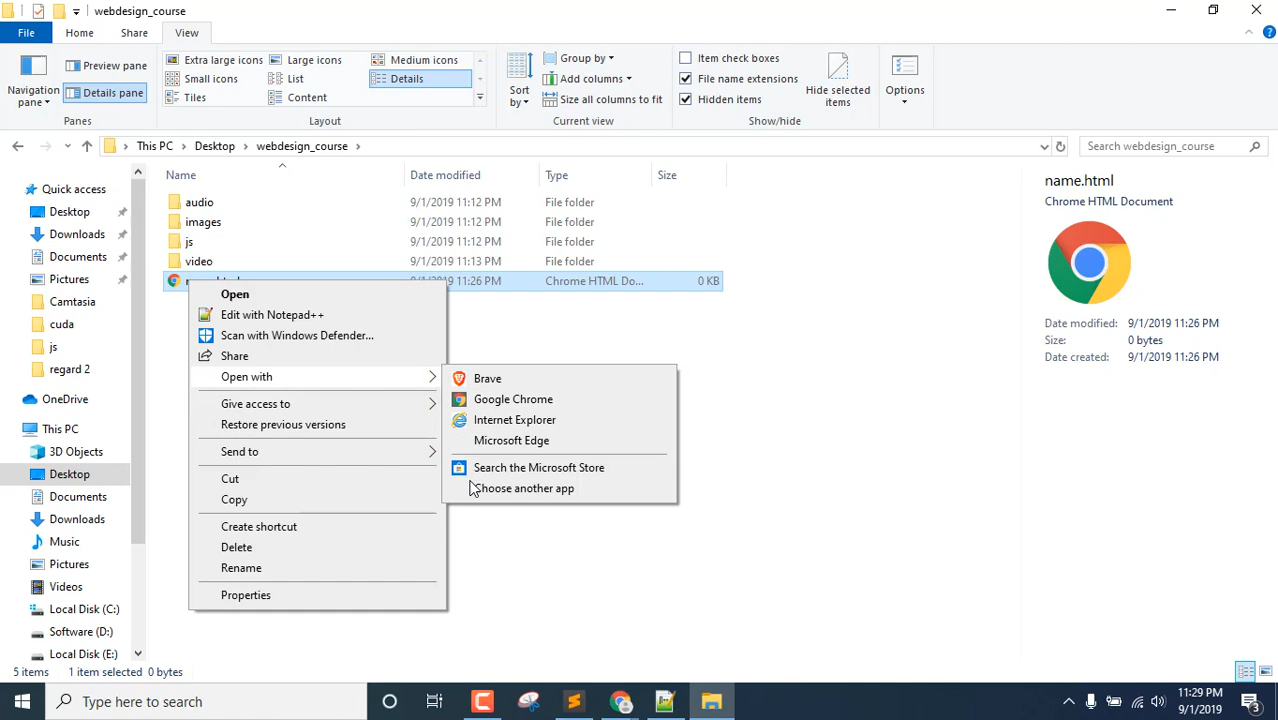 webdesign_course
File Home Share View
Preview pane
Details pane
Navigation pane
Panes
Extra large icons Large icons Medium icons
Small icons List Details
Tiles Content
Layout
Sort by
Group by
Add columns
Size all columns to fit
Current view
Item check boxes
File name extensions
Hidden items
Hide selected items
Show/hide
Options
This PC Desktop webdesign_course
Search webdesign_course
Quick access
Desktop
Downloads
Documents
Pictures
Camtasia
cuda
js
regard 2
OneDrive
This PC
3D Objects
Desktop
Documents
Downloads
Music
Pictures
Videos
Local Disk (C:)
Software (D:)
Local Disk (E:)
Name Date modified Type Size
audio 9/1/2019 11:12 PM File folder
images 9/1/2019 11:12 PM File folder
js 9/1/2019 11:12 PM File folder
video 9/1/2019 11:13 PM File folder
9/1/2019 11:26 PM Chrome HTML Do... 0 KB
Open
Edit with Notepad++
Scan with Windows Defender...
Share
Open with
Give access to
Restore previous versions
Send to
Cut
Copy
Create shortcut
Delete
Rename
Properties
Brave
Google Chrome
Internet Explorer
Microsoft Edge
Search the Microsoft Store
Choose another app
name.html
Chrome HTML Document
Date modified: 9/1/2019 11:26 PM
Size: 0 bytes
Date created: 9/1/2019 11:26 PM
5 items 1 item selected 0 bytes
Type here to search
11:29 PM
9/1/2019
3